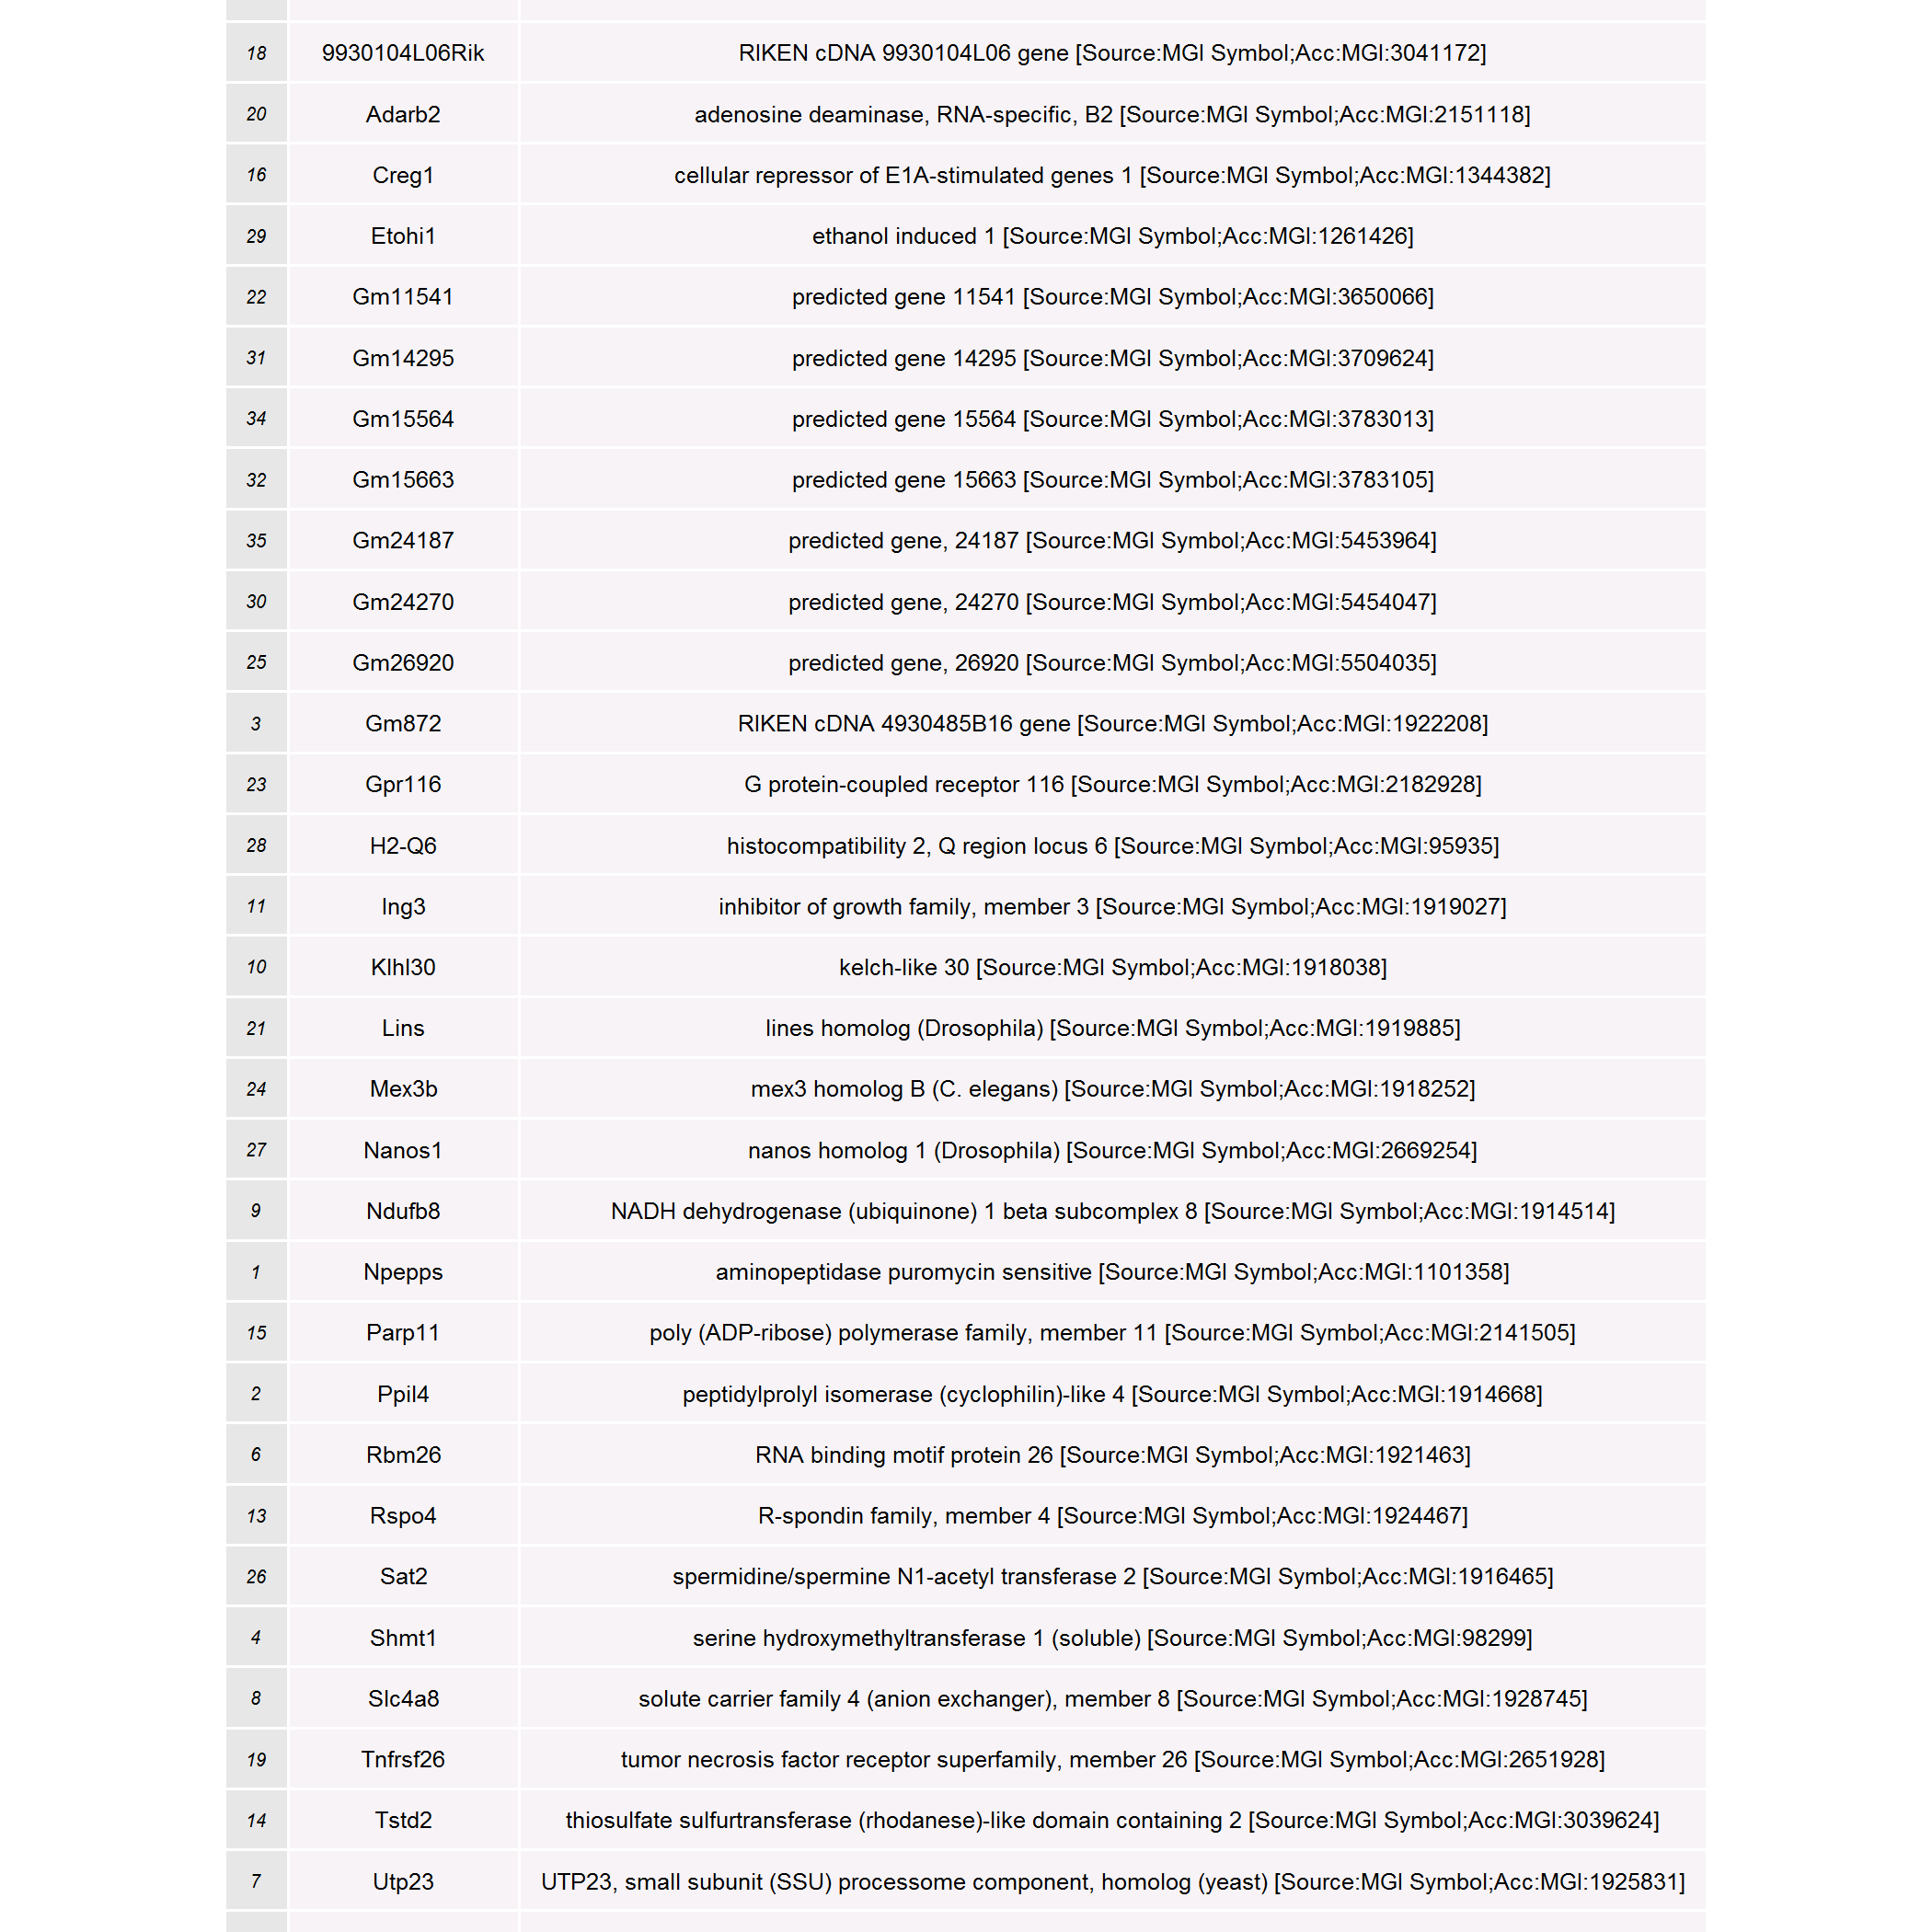 18 9930104L06Rik RIKEN cDNA 9930104L06 gene [Source:MGI Symbol;Acc:MGI:3041172]
20 Adarb2 adenosine deaminase, RNA-specific, B2 [Source:MGI Symbol;Acc:MGI:2151118]
16 Creg1 cellular repressor of E1A-stimulated genes 1 [Source:MGI Symbol;Acc:MGI:1344382]
29 Etohi1 ethanol induced 1 [Source:MGI Symbol;Acc:MGI:1261426]
22 Gm11541 predicted gene 11541 [Source:MGI Symbol;Acc:MGI:3650066]
31 Gm14295 predicted gene 14295 [Source:MGI Symbol;Acc:MGI:3709624]
34 Gm15564 predicted gene 15564 [Source:MGI Symbol;Acc:MGI:3783013]
32 Gm15663 predicted gene 15663 [Source:MGI Symbol;Acc:MGI:3783105]
35 Gm24187 predicted gene, 24187 [Source:MGI Symbol;Acc:MGI:5453964]
30 Gm24270 predicted gene, 24270 [Source:MGI Symbol;Acc:MGI:5454047]
25 Gm26920 predicted gene, 26920 [Source:MGI Symbol;Acc:MGI:5504035]
3 Gm872 RIKEN cDNA 4930485B16 gene [Source:MGI Symbol;Acc:MGI:1922208]
23 Gpr116 G protein-coupled receptor 116 [Source:MGI Symbol;Acc:MGI:2182928]
28 H2-Q6 histocompatibility 2, Q region locus 6 [Source:MGI Symbol;Acc:MGI:95935]
11 Ing3 inhibitor of growth family, member 3 [Source:MGI Symbol;Acc:MGI:1919027]
10 Klhl30 kelch-like 30 [Source:MGI Symbol;Acc:MGI:1918038]
21 Lins lines homolog (Drosophila) [Source:MGI Symbol;Acc:MGI:1919885]
24 Mex3b mex3 homolog B (C. elegans) [Source:MGI Symbol;Acc:MGI:1918252]
27 Nanos1 nanos homolog 1 (Drosophila) [Source:MGI Symbol;Acc:MGI:2669254]
9 Ndufb8 NADH dehydrogenase (ubiquinone) 1 beta subcomplex 8 [Source:MGI Symbol;Acc:MGI:1914514]
1 Npepps aminopeptidase puromycin sensitive [Source:MGI Symbol;Acc:MGI:1101358]
15 Parp11 poly (ADP-ribose) polymerase family, member 11 [Source:MGI Symbol;Acc:MGI:2141505]
2 Ppil4 peptidylprolyl isomerase (cyclophilin)-like 4 [Source:MGI Symbol;Acc:MGI:1914668]
6 Rbm26 RNA binding motif protein 26 [Source:MGI Symbol;Acc:MGI:1921463]
13 Rspo4 R-spondin family, member 4 [Source:MGI Symbol;Acc:MGI:1924467]
26 Sat2 spermidine/spermine N1-acetyl transferase 2 [Source:MGI Symbol;Acc:MGI:1916465]
4 Shmt1 serine hydroxymethyltransferase 1 (soluble) [Source:MGI Symbol;Acc:MGI:98299]
8 Slc4a8 solute carrier family 4 (anion exchanger), member 8 [Source:MGI Symbol;Acc:MGI:1928745]
19 Tnfrsf26 tumor necrosis factor receptor superfamily, member 26 [Source:MGI Symbol;Acc:MGI:2651928]
14 Tstd2 thiosulfate sulfurtransferase (rhodanese)-like domain containing 2 [Source:MGI Symbol;Acc:MGI:3039624]
7 Utp23 UTP23, small subunit (SSU) processome component, homolog (yeast) [Source:MGI Symbol;Acc:MGI:1925831]